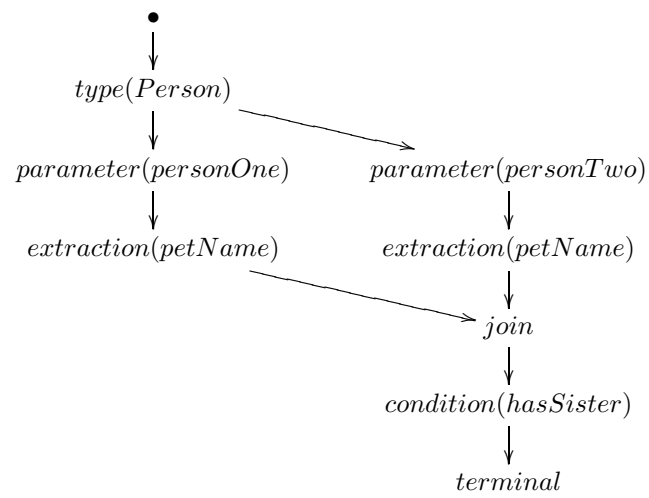 type(Person)
parameter(personOne) parameter(personTwo)
extraction(petName) extraction(petName)
join
condition(hasSister)
terminal